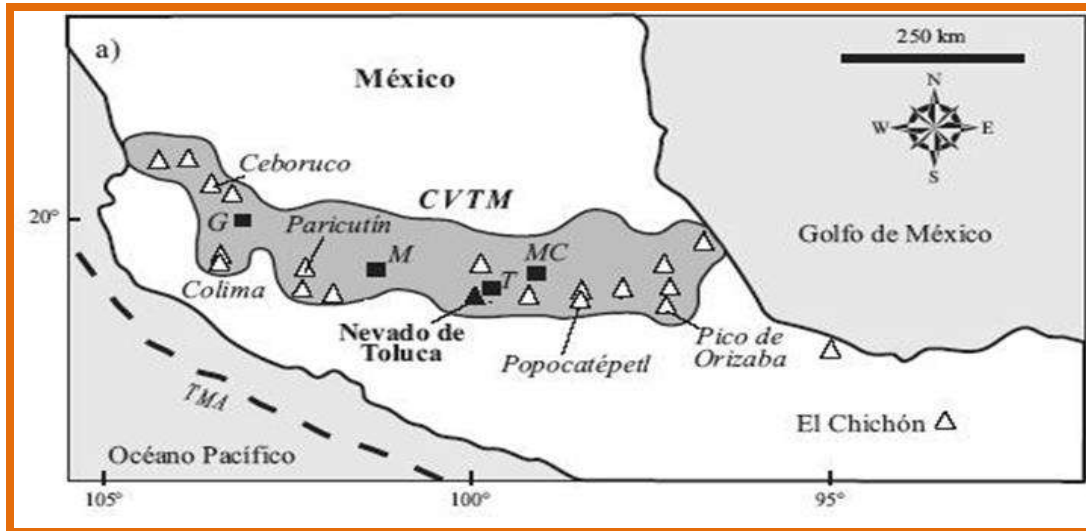 a)
México
250 km
N
W
E
S
Ceboruco
CVTM
20°
G
Paricutín
M
MC
T
Golfo de México
Colima
Nevado de
Toluca
Popocatépetl
Pico de
Orizaba
TMA
El Chichón
Océano Pacífico
105°
100°
95°